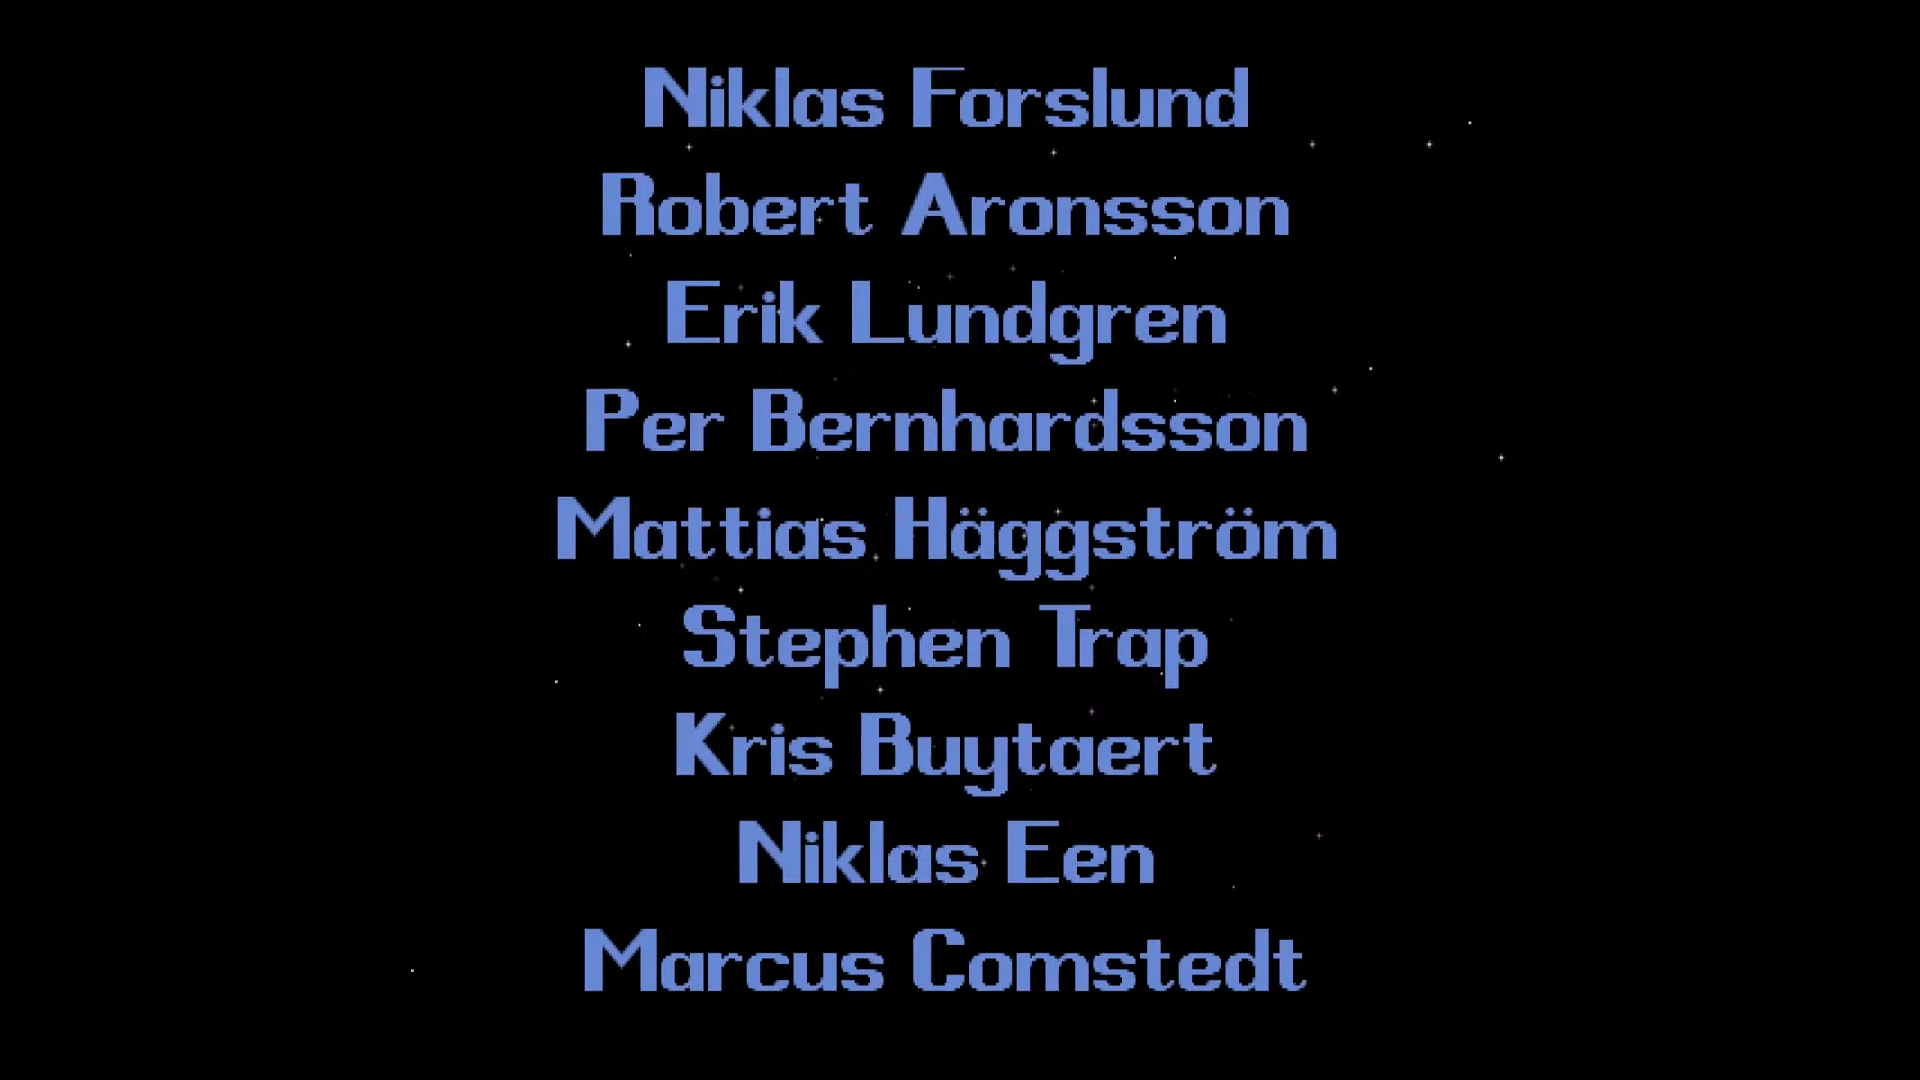 Niklas Forslund
Robert Aronsson
Erik Lundgren
Per Bernhardsson
Mattias Häggström
Stephen Trap
Kris Buytaert
Niklas Een
Marcus Comstedt